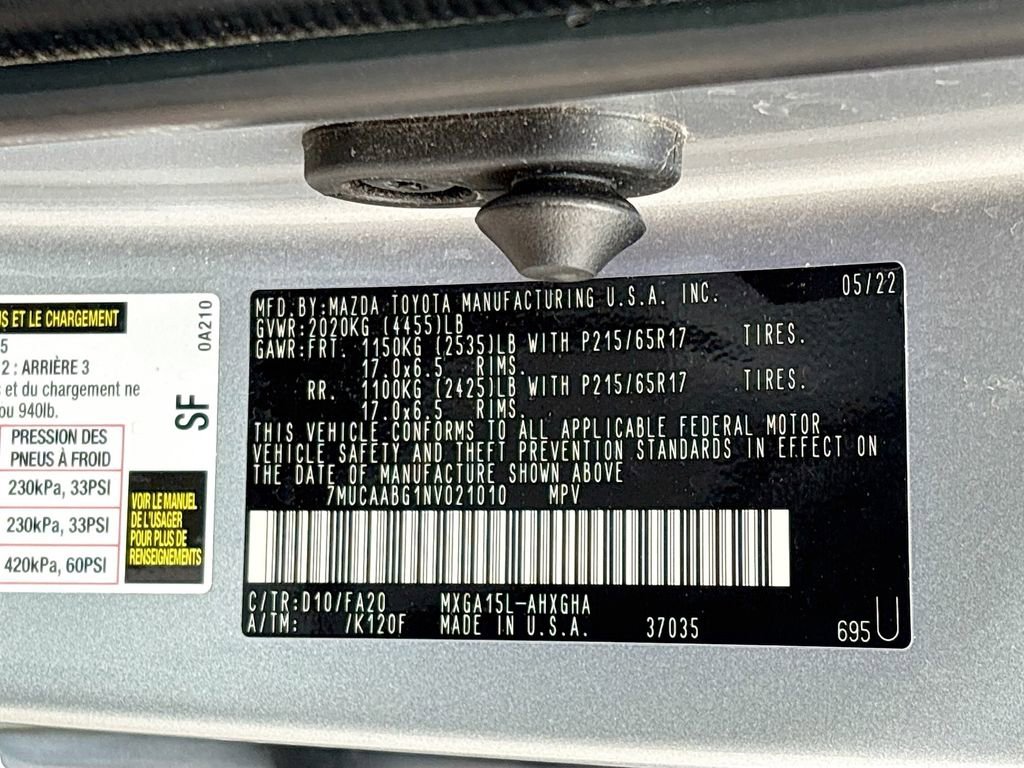 S ET LE CHARGEMENT
5
2 : ARRIÈRE 3
et du chargement ne
ou 940lb.
PRESSION DES
PNEUS À FROID
230kPa, 33PSI
230kPa, 33PSI
420kPa, 60PSI
0A210
SF
VOIR LE MANUEL
DE L'USAGER
POUR PLUS DE
RENSEIGNEMENTS
MFD.BY:MAZDA TOYOTA MANUFACTURING U.S.A. INC. 05/22
GVWR:2020KG (4455)LB
GAWR:FRT. 1150KG (2535)LB WITH P215/65R17 TIRES.
17.0x6.5 RIMS.
RR. 1100KG (2425)LB WITH P215/65R17 TIRES.
17.0x6.5 RIMS.
THIS VEHICLE CONFORMS TO ALL APPLICABLE FEDERAL MOTOR
VEHICLE SAFETY AND THEFT PREVENTION STANDARDS IN EFFECT ON
THE DATE OF MANUFACTURE SHOWN ABOVE
7MUCAABG1NV021010 MPV
C/TR:D10/FA20 MXGA15L-AHXGHA
A/TM: /K120F MADE IN U.S.A. 37035 695 U